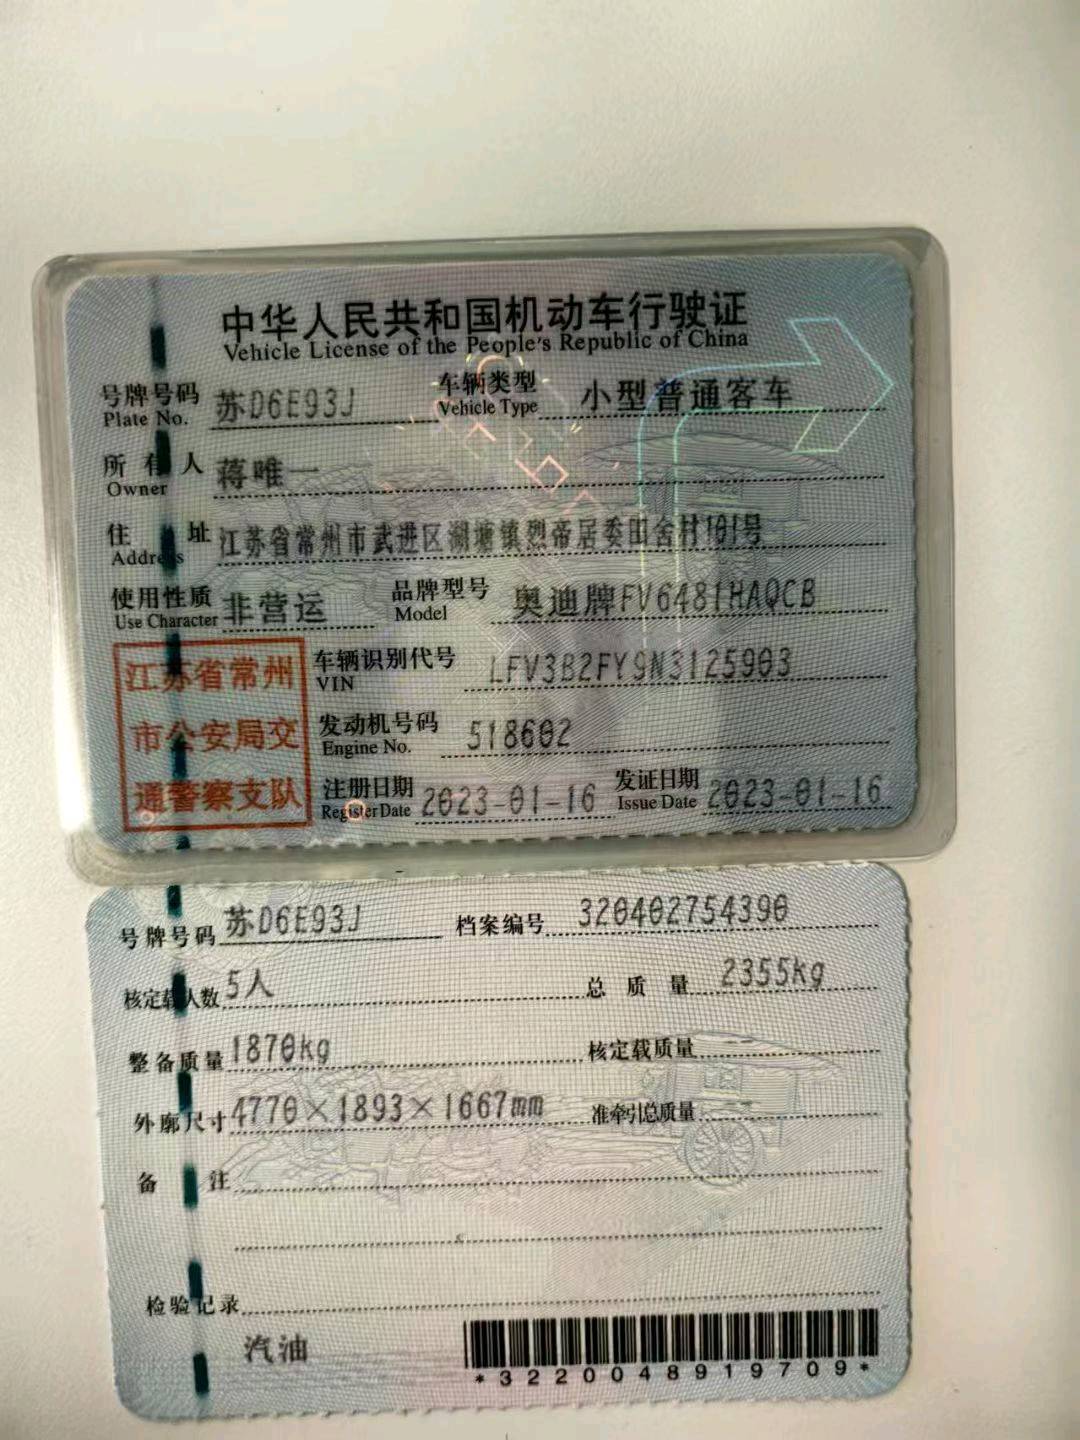 中华人民共和国机动车行驶证
Vehicle License of the People's Republic of China
号牌号码 苏D6E93J 车辆类型 小型普通客车
Plate No. Vehicle Type
所有人 蒋唯一
Owner
住址 江苏省常州市武进区湖塘镇烈帝居委田舍村101号
Address
使用性质 非营运 品牌型号 奥迪牌FV6481HAQCB
Use Character Model
江苏省常州 车辆识别代号 LFV3B2FY9N3125903
VIN
市公安局交 发动机号码 518602
Engine No.
通警察支队 注册日期 2023-01-16 发证日期 2023-01-16
Register Date Issue Date
号牌号码 苏D6E93J 档案编号 320402754390
核定载人数 5人 总质量 2355kg
整备质量 1870kg 核定载质量
外廓尺寸 4770×1893×1667mm 准牵引总质量
备注
检验记录
汽油
*3220048919709*